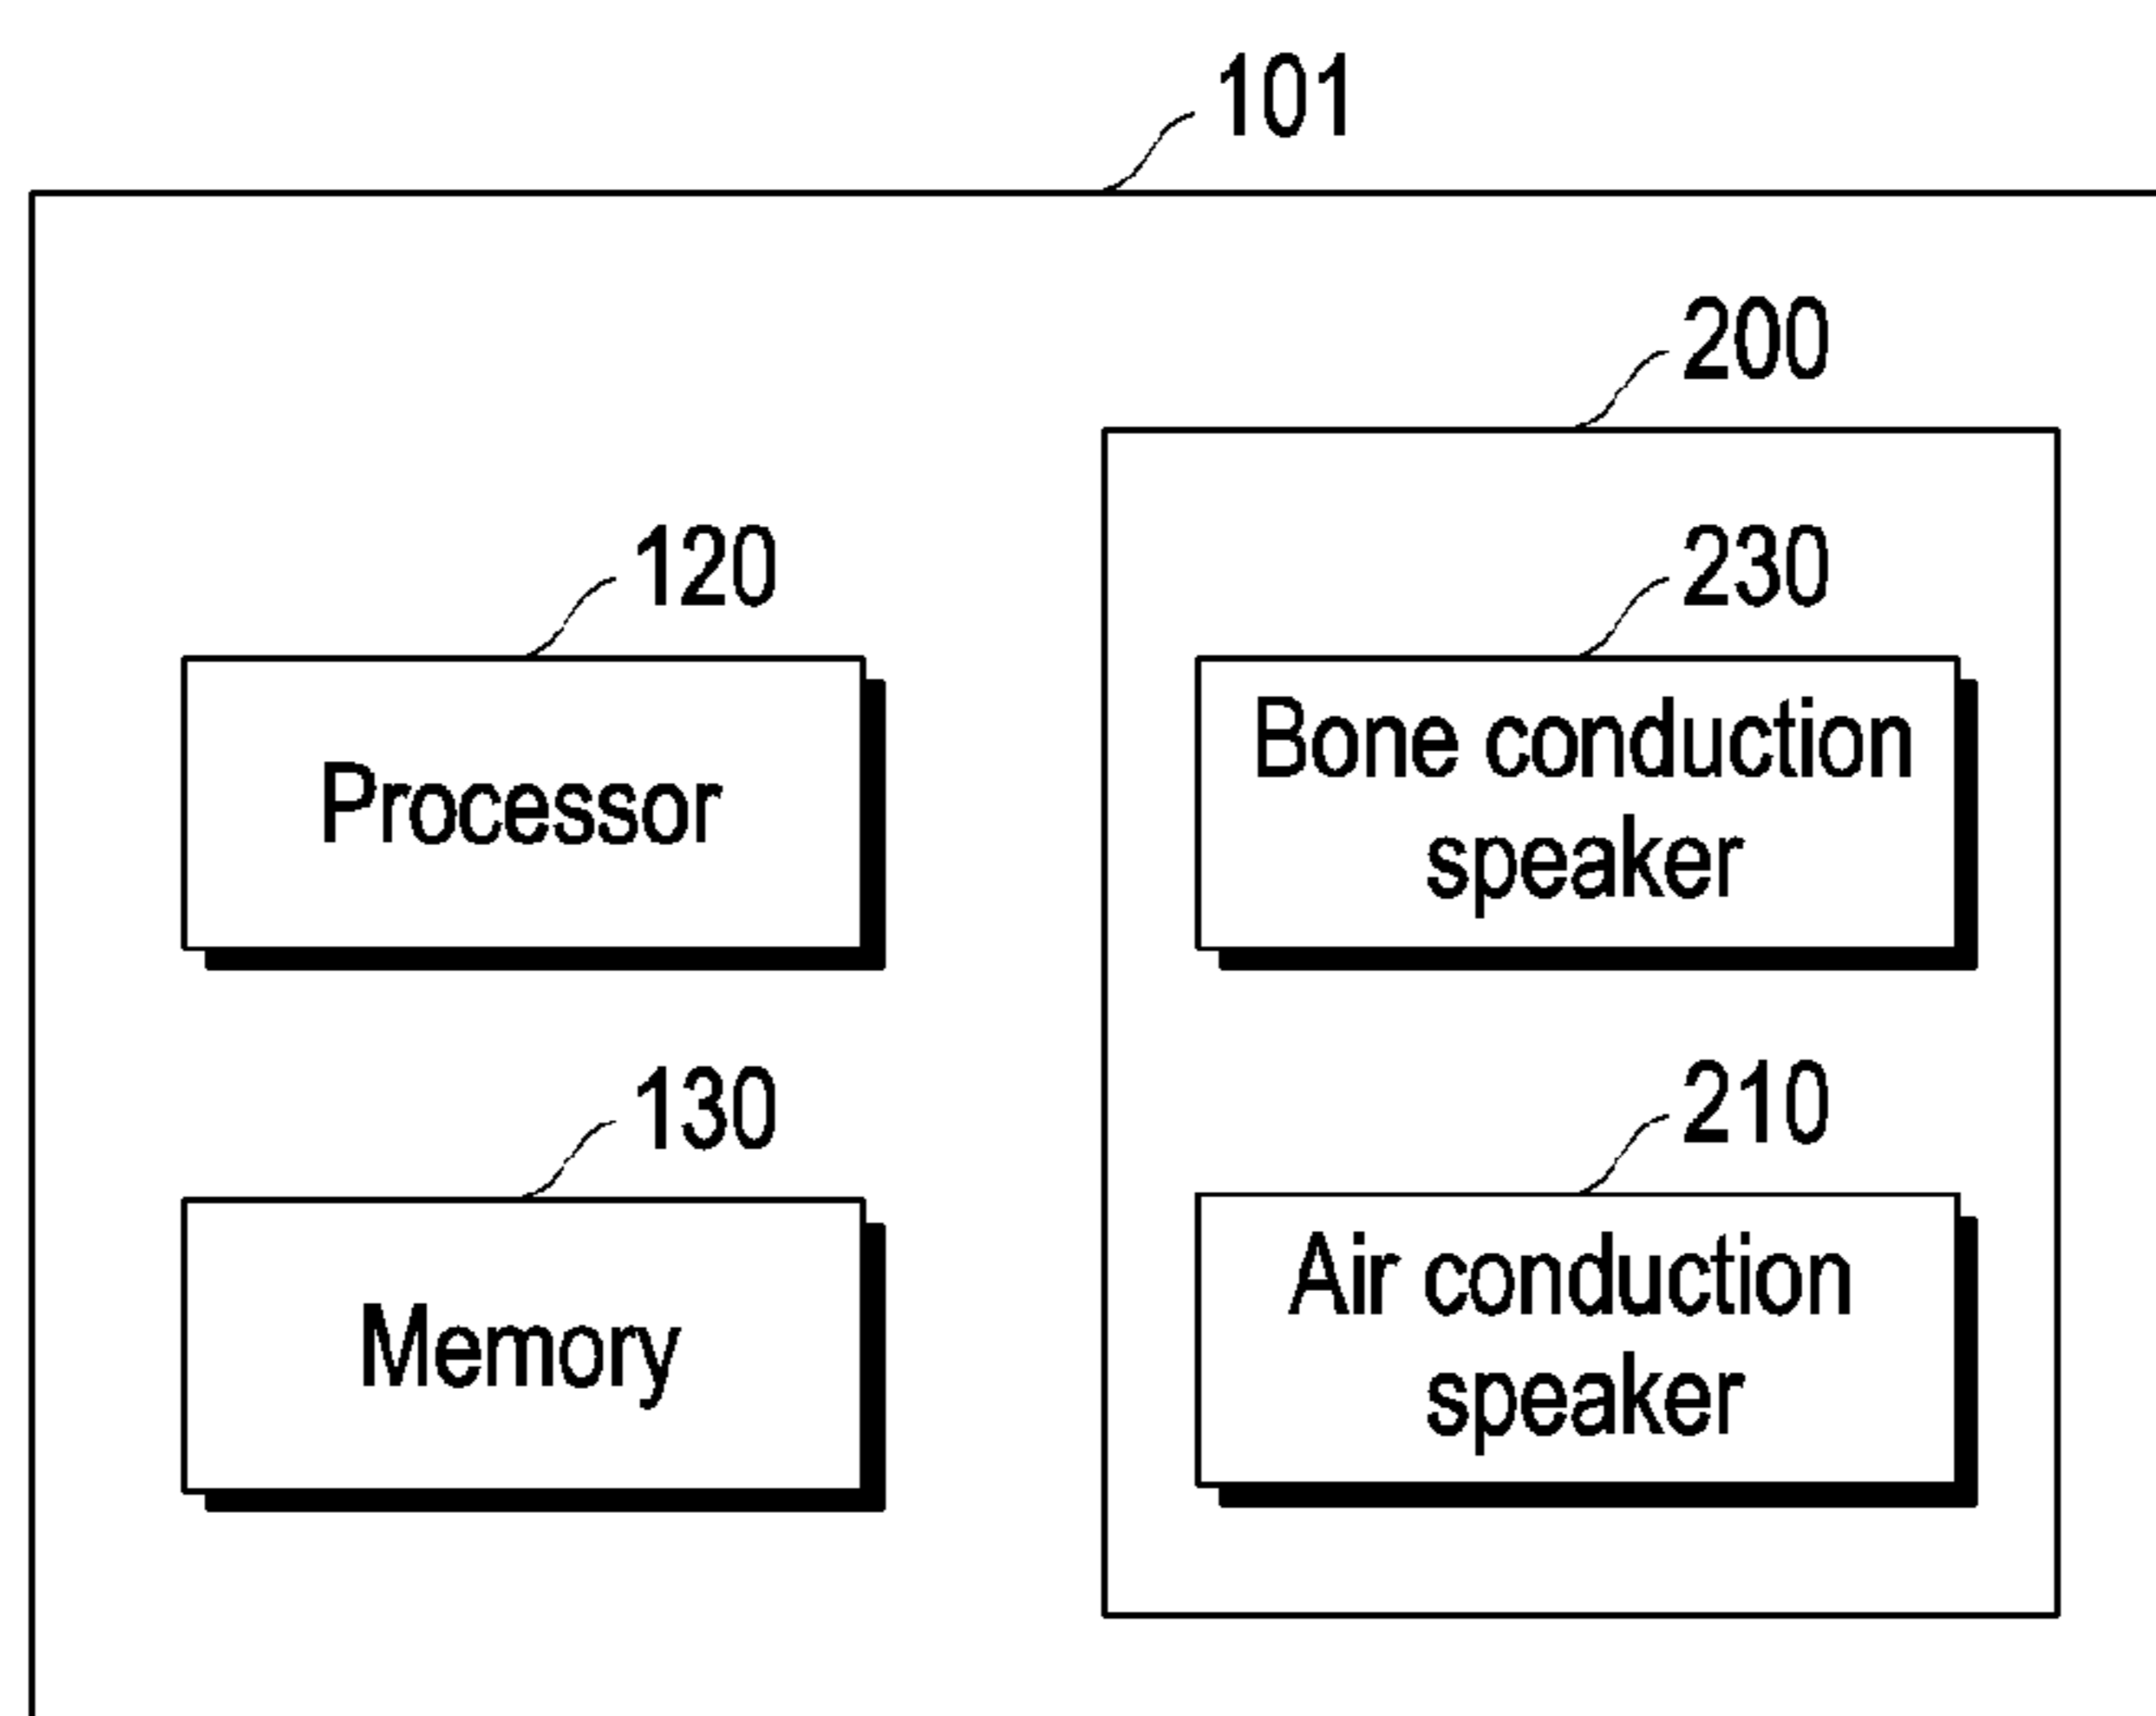 101
200
120
Processor
130
Memory
230
Bone conduction
speaker
210
Air conduction
speaker